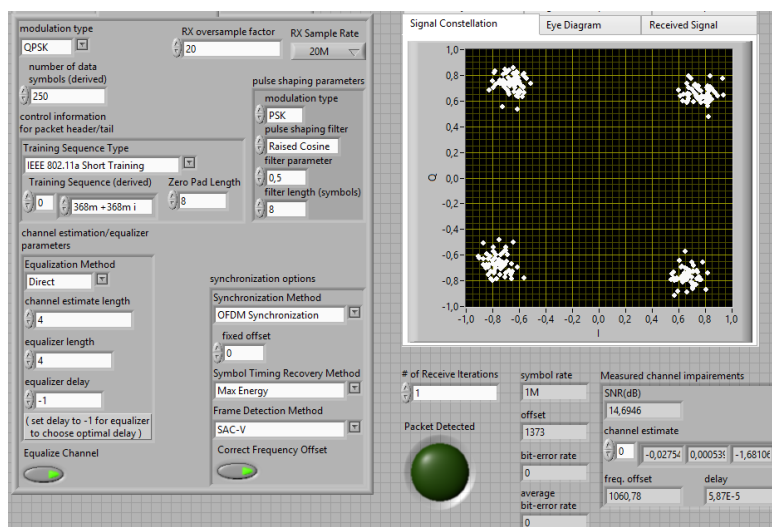 modulation type
QPSK
RX oversample factor
20
RX Sample Rate
20M
number of data
symbols (derived)
250
control information
for packet header/tail
Training Sequence Type
IEEE 802.11a Short Training
Training Sequence (derived)
0
368m +368m i
Zero Pad Length
8
pulse shaping parameters
modulation type
PSK
pulse shaping filter
Raised Cosine
filter parameter
0,5
filter length (symbols)
8
channel estimation/equalizer
parameters
Equalization Method
Direct
channel estimate length
4
equalizer length
4
equalizer delay
-1
( set delay to -1 for equalizer
to choose optimal delay )
Equalize Channel
synchronization options
Synchronization Method
OFDM Synchronization
fixed offset
0
Symbol Timing Recovery Method
Max Energy
Frame Detection Method
SAC-V
Correct Frequency Offset
Signal Constellation
Eye Diagram
Received Signal
1,0-
0,8-
0,6-
0,4-
0,2-
0,0-
-0,2-
-0,4-
-0,6-
-0,8-
-1,0-
Q
-1,0 -0,8 -0,6 -0,4 -0,2 0,0 0,2 0,4 0,6 0,8 1,0
I
# of Receive Iterations
1
Packet Detected
symbol rate
1M
offset
1373
bit-error rate
0
average
bit-error rate
0
Measured channel impairements
SNR(dB)
14,6946
channel estimate
0
-0,02754
0,000539
-1,68106
freq. offset
1060,78
delay
5,87E-5